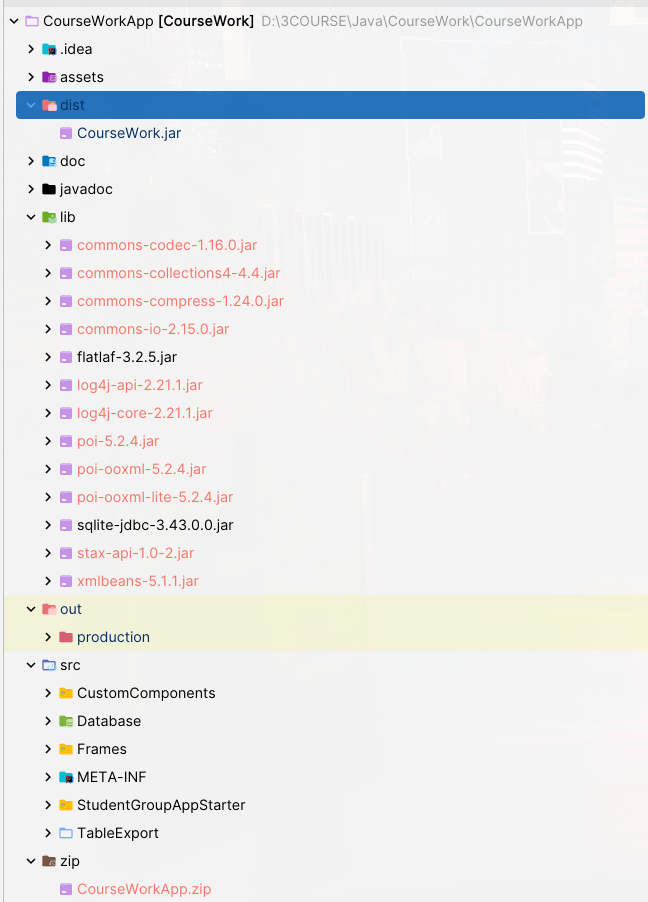 CourseWorkApp [CourseWork] D:\3COURSE\Java\CourseWork\CourseWorkApp
.idea
assets
dist
CourseWork.jar
doc
javadoc
lib
commons-codec-1.16.0.jar
commons-collections4-4.4.jar
commons-compress-1.24.0.jar
commons-io-2.15.0.jar
flatlaf-3.2.5.jar
log4j-api-2.21.1.jar
log4j-core-2.21.1.jar
poi-5.2.4.jar
poi-ooxml-5.2.4.jar
poi-ooxml-lite-5.2.4.jar
sqlite-jdbc-3.43.0.0.jar
stax-api-1.0-2.jar
xmlbeans-5.1.1.jar
out
production
src
CustomComponents
Database
Frames
META-INF
StudentGroupAppStarter
TableExport
zip
CourseWorkApp.zip